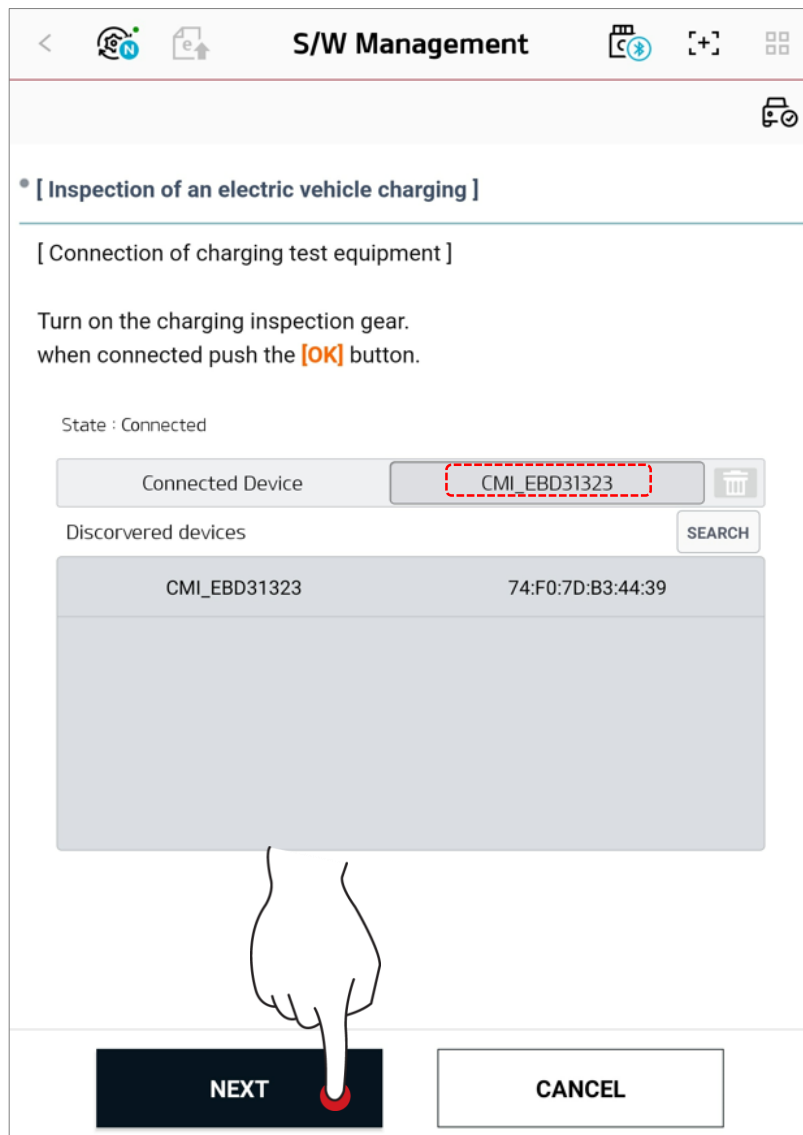 S/W Management
[ Inspection of an electric vehicle charging ]
[ Connection of charging test equipment ]
Turn on the charging inspection gear.
when connected push the [OK] button.
State : Connected
Connected Device CMI_EBD31323
Discorvered devices SEARCH
CMI_EBD31323 74:F0:7D:B3:44:39
NEXT CANCEL